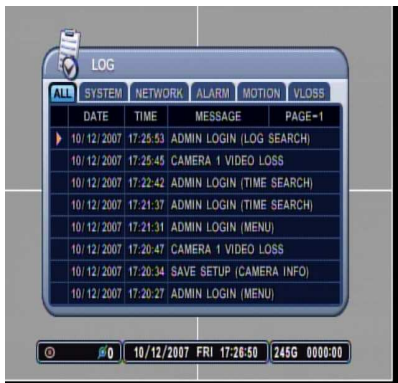 LOG
ALL SYSTEM NETWORK ALARM MOTION VLOSS
DATE TIME MESSAGE PAGE-1
10/12/2007 17:25:53 ADMIN LOGIN (LOG SEARCH)
10/12/2007 17:25:45 CAMERA 1 VIDEO LOSS
10/12/2007 17:22:42 ADMIN LOGIN (TIME SEARCH)
10/12/2007 17:21:37 ADMIN LOGIN (TIME SEARCH)
10/12/2007 17:21:31 ADMIN LOGIN (MENU)
10/12/2007 17:20:47 CAMERA 1 VIDEO LOSS
10/12/2007 17:20:34 SAVE SETUP (CAMERA INFO)
10/12/2007 17:20:27 ADMIN LOGIN (MENU)
0 10/12/2007 FRI 17:26:50 245G 0000:00